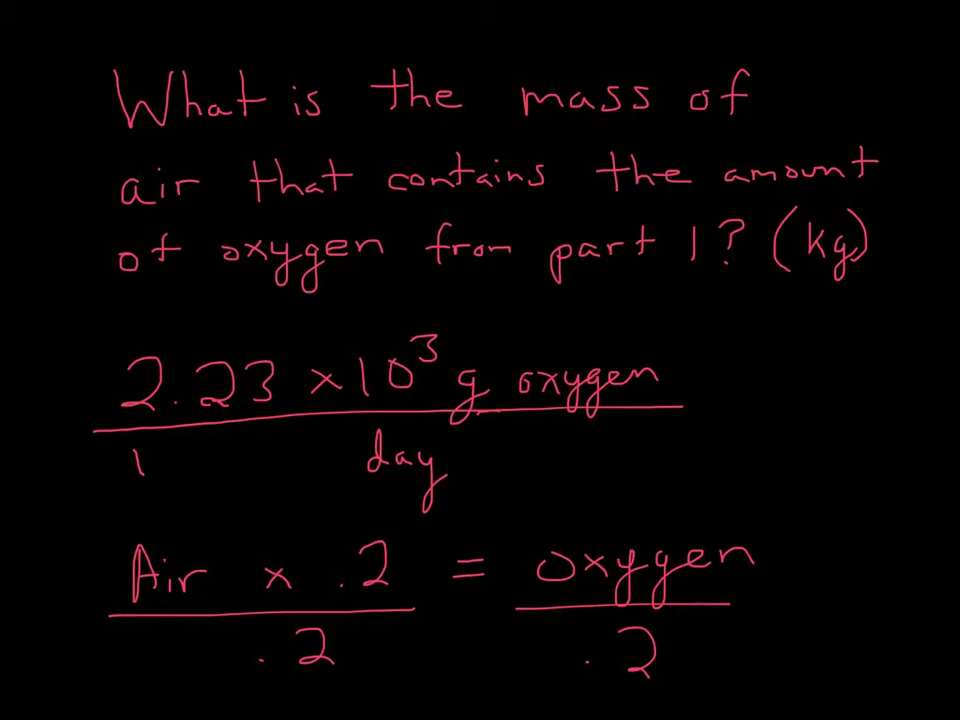 What is the mass of
air that contains the amount
of oxygen from part 1? (kg)
2.23 x 10³ g oxygen
1 day
Air x .2 = oxygen
.2 .2